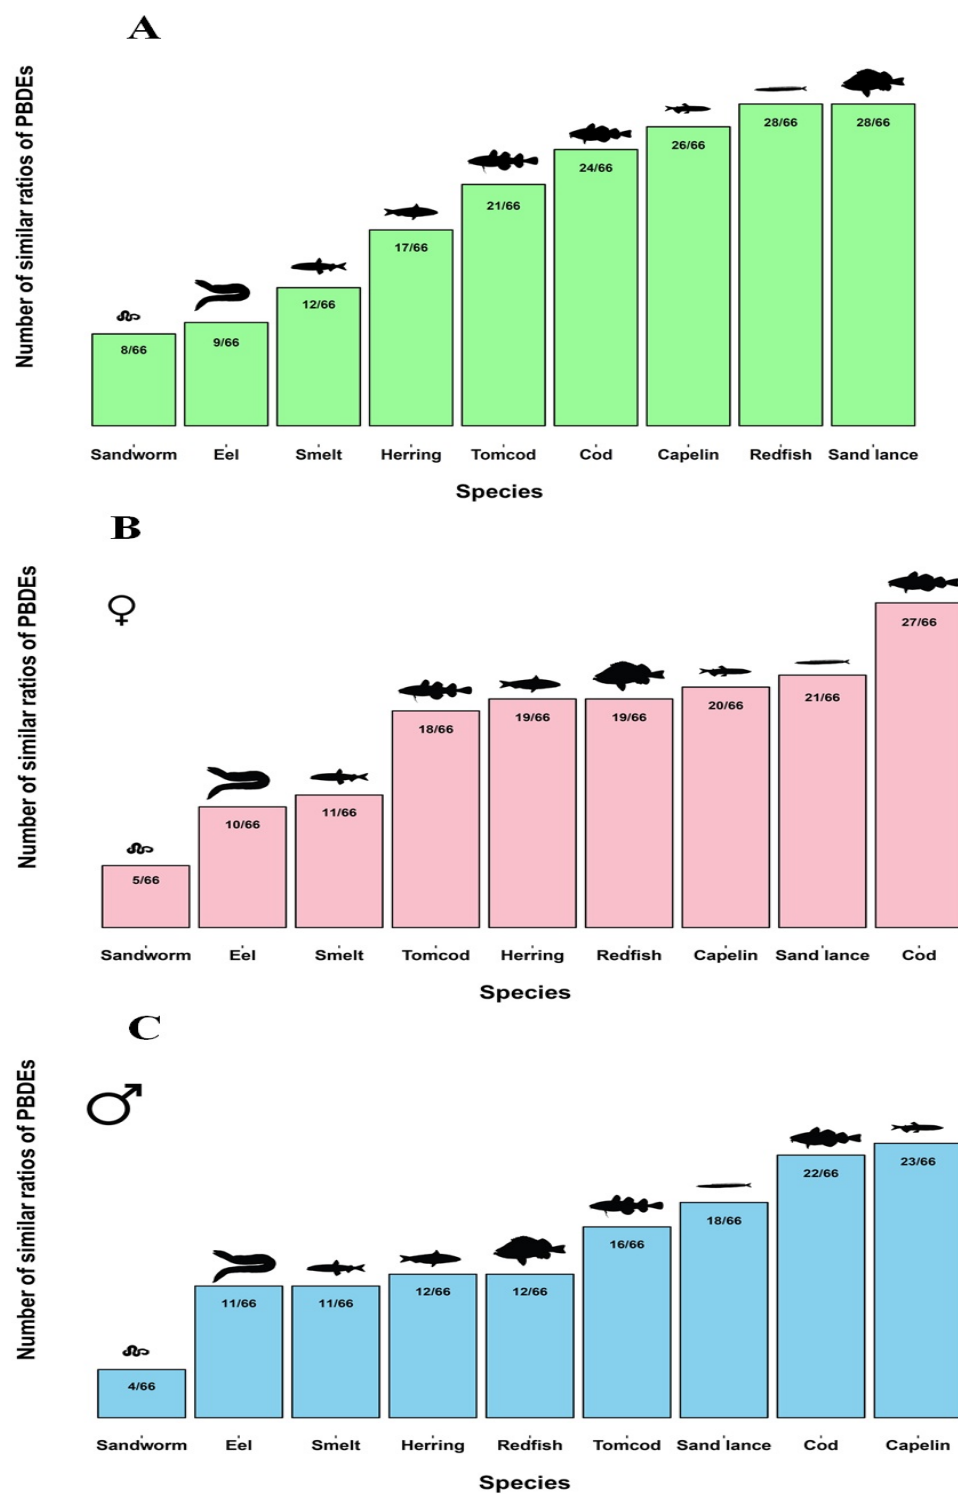 A
Number of similar ratios of PBDEs
8/66
9/66
12/66
17/66
21/66
24/66
26/66
28/66
28/66
Sandworm Eel Smelt Herring Tomcod Cod Capelin Redfish Sand lance
Species
B
♀
Number of similar ratios of PBDEs
5/66
10/66
11/66
18/66
19/66
19/66
20/66
21/66
27/66
Sandworm Eel Smelt Tomcod Herring Redfish Capelin Sand lance Cod
Species
C
♂
Number of similar ratios of PBDEs
4/66
11/66
11/66
12/66
12/66
16/66
18/66
22/66
23/66
Sandworm Eel Smelt Herring Redfish Tomcod Sand lance Cod Capelin
Species